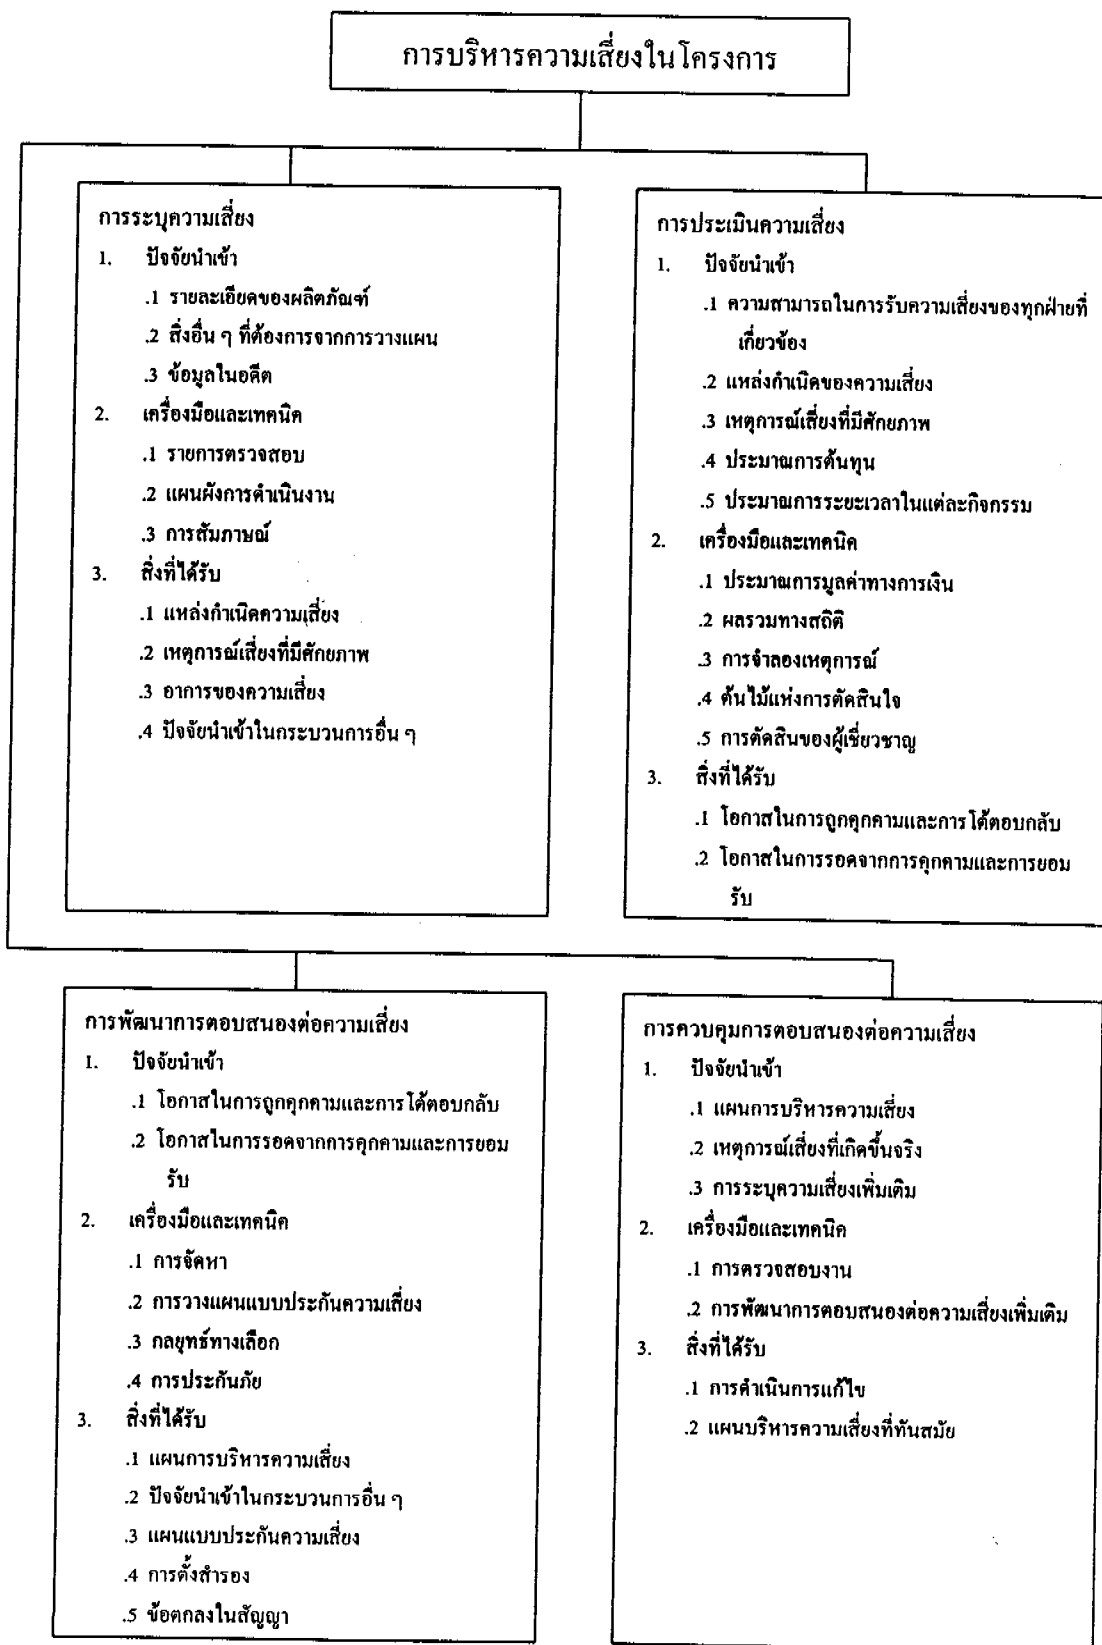 การบริหารความเสี่ยงในโครงการ
การระบุความเสี่ยง
1. ปัจจัยนำเข้า
.1 รายละเอียดของผลิตภัณฑ์
.2 สิ่งอื่น ๆ ที่ต้องการจากการวางแผน
.3 ข้อมูลในอดีต
2. เครื่องมือและเทคนิค
.1 รายการตรวจสอบ
.2 แผนผังการดำเนินงาน
.3 การสัมภาษณ์
3. สิ่งที่ได้รับ
.1 แหล่งกำเนิดความเสี่ยง
.2 เหตุการณ์เสี่ยงที่มีศักยภาพ
.3 อาการของความเสี่ยง
.4 ปัจจัยนำเข้าในกระบวนการอื่น ๆ
การประเมินความเสี่ยง
1. ปัจจัยนำเข้า
.1 ความสามารถในการรับความเสี่ยงของทุกฝ่ายที่
เกี่ยวข้อง
.2 แหล่งกำเนิดของความเสี่ยง
.3 เหตุการณ์เสี่ยงที่มีศักยภาพ
.4 ประมาณการต้นทุน
.5 ประมาณการระยะเวลาในแต่ละกิจกรรม
2. เครื่องมือและเทคนิค
.1 ประมาณการมูลค่าทางการเงิน
.2 ผลรวมทางสถิติ
.3 การจำลองเหตุการณ์
.4 ต้นไม้แห่งการตัดสินใจ
.5 การตัดสินของผู้เชี่ยวชาญ
3. สิ่งที่ได้รับ
.1 โอกาสในการถูกคุกคามและการโต้ตอบกลับ
.2 โอกาสในการรอดจากการคุกคามและการยอม
รับ
การพัฒนาการตอบสนองต่อความเสี่ยง
1. ปัจจัยนำเข้า
.1 โอกาสในการถูกคุกคามและการโต้ตอบกลับ
.2 โอกาสในการรอดจากการคุกคามและการยอม
รับ
2. เครื่องมือและเทคนิค
.1 การจัดหา
.2 การวางแผนแบบประกันความเสี่ยง
.3 กลยุทธ์ทางเลือก
.4 การประกันภัย
3. สิ่งที่ได้รับ
.1 แผนการบริหารความเสี่ยง
.2 ปัจจัยนำเข้าในกระบวนการอื่น ๆ
.3 แผนแบบประกันความเสี่ยง
.4 การตั้งสำรอง
.5 ข้อตกลงในสัญญา
การควบคุมการตอบสนองต่อความเสี่ยง
1. ปัจจัยนำเข้า
.1 แผนการบริหารความเสี่ยง
.2 เหตุการณ์เสี่ยงที่เกิดขึ้นจริง
.3 การระบุความเสี่ยงเพิ่มเติม
2. เครื่องมือและเทคนิค
.1 การตรวจสอบงาน
.2 การพัฒนาการตอบสนองต่อความเสี่ยงเพิ่มเติม
3. สิ่งที่ได้รับ
.1 การดำเนินการแก้ไข
.2 แผนบริหารความเสี่ยงที่ทันสมัย